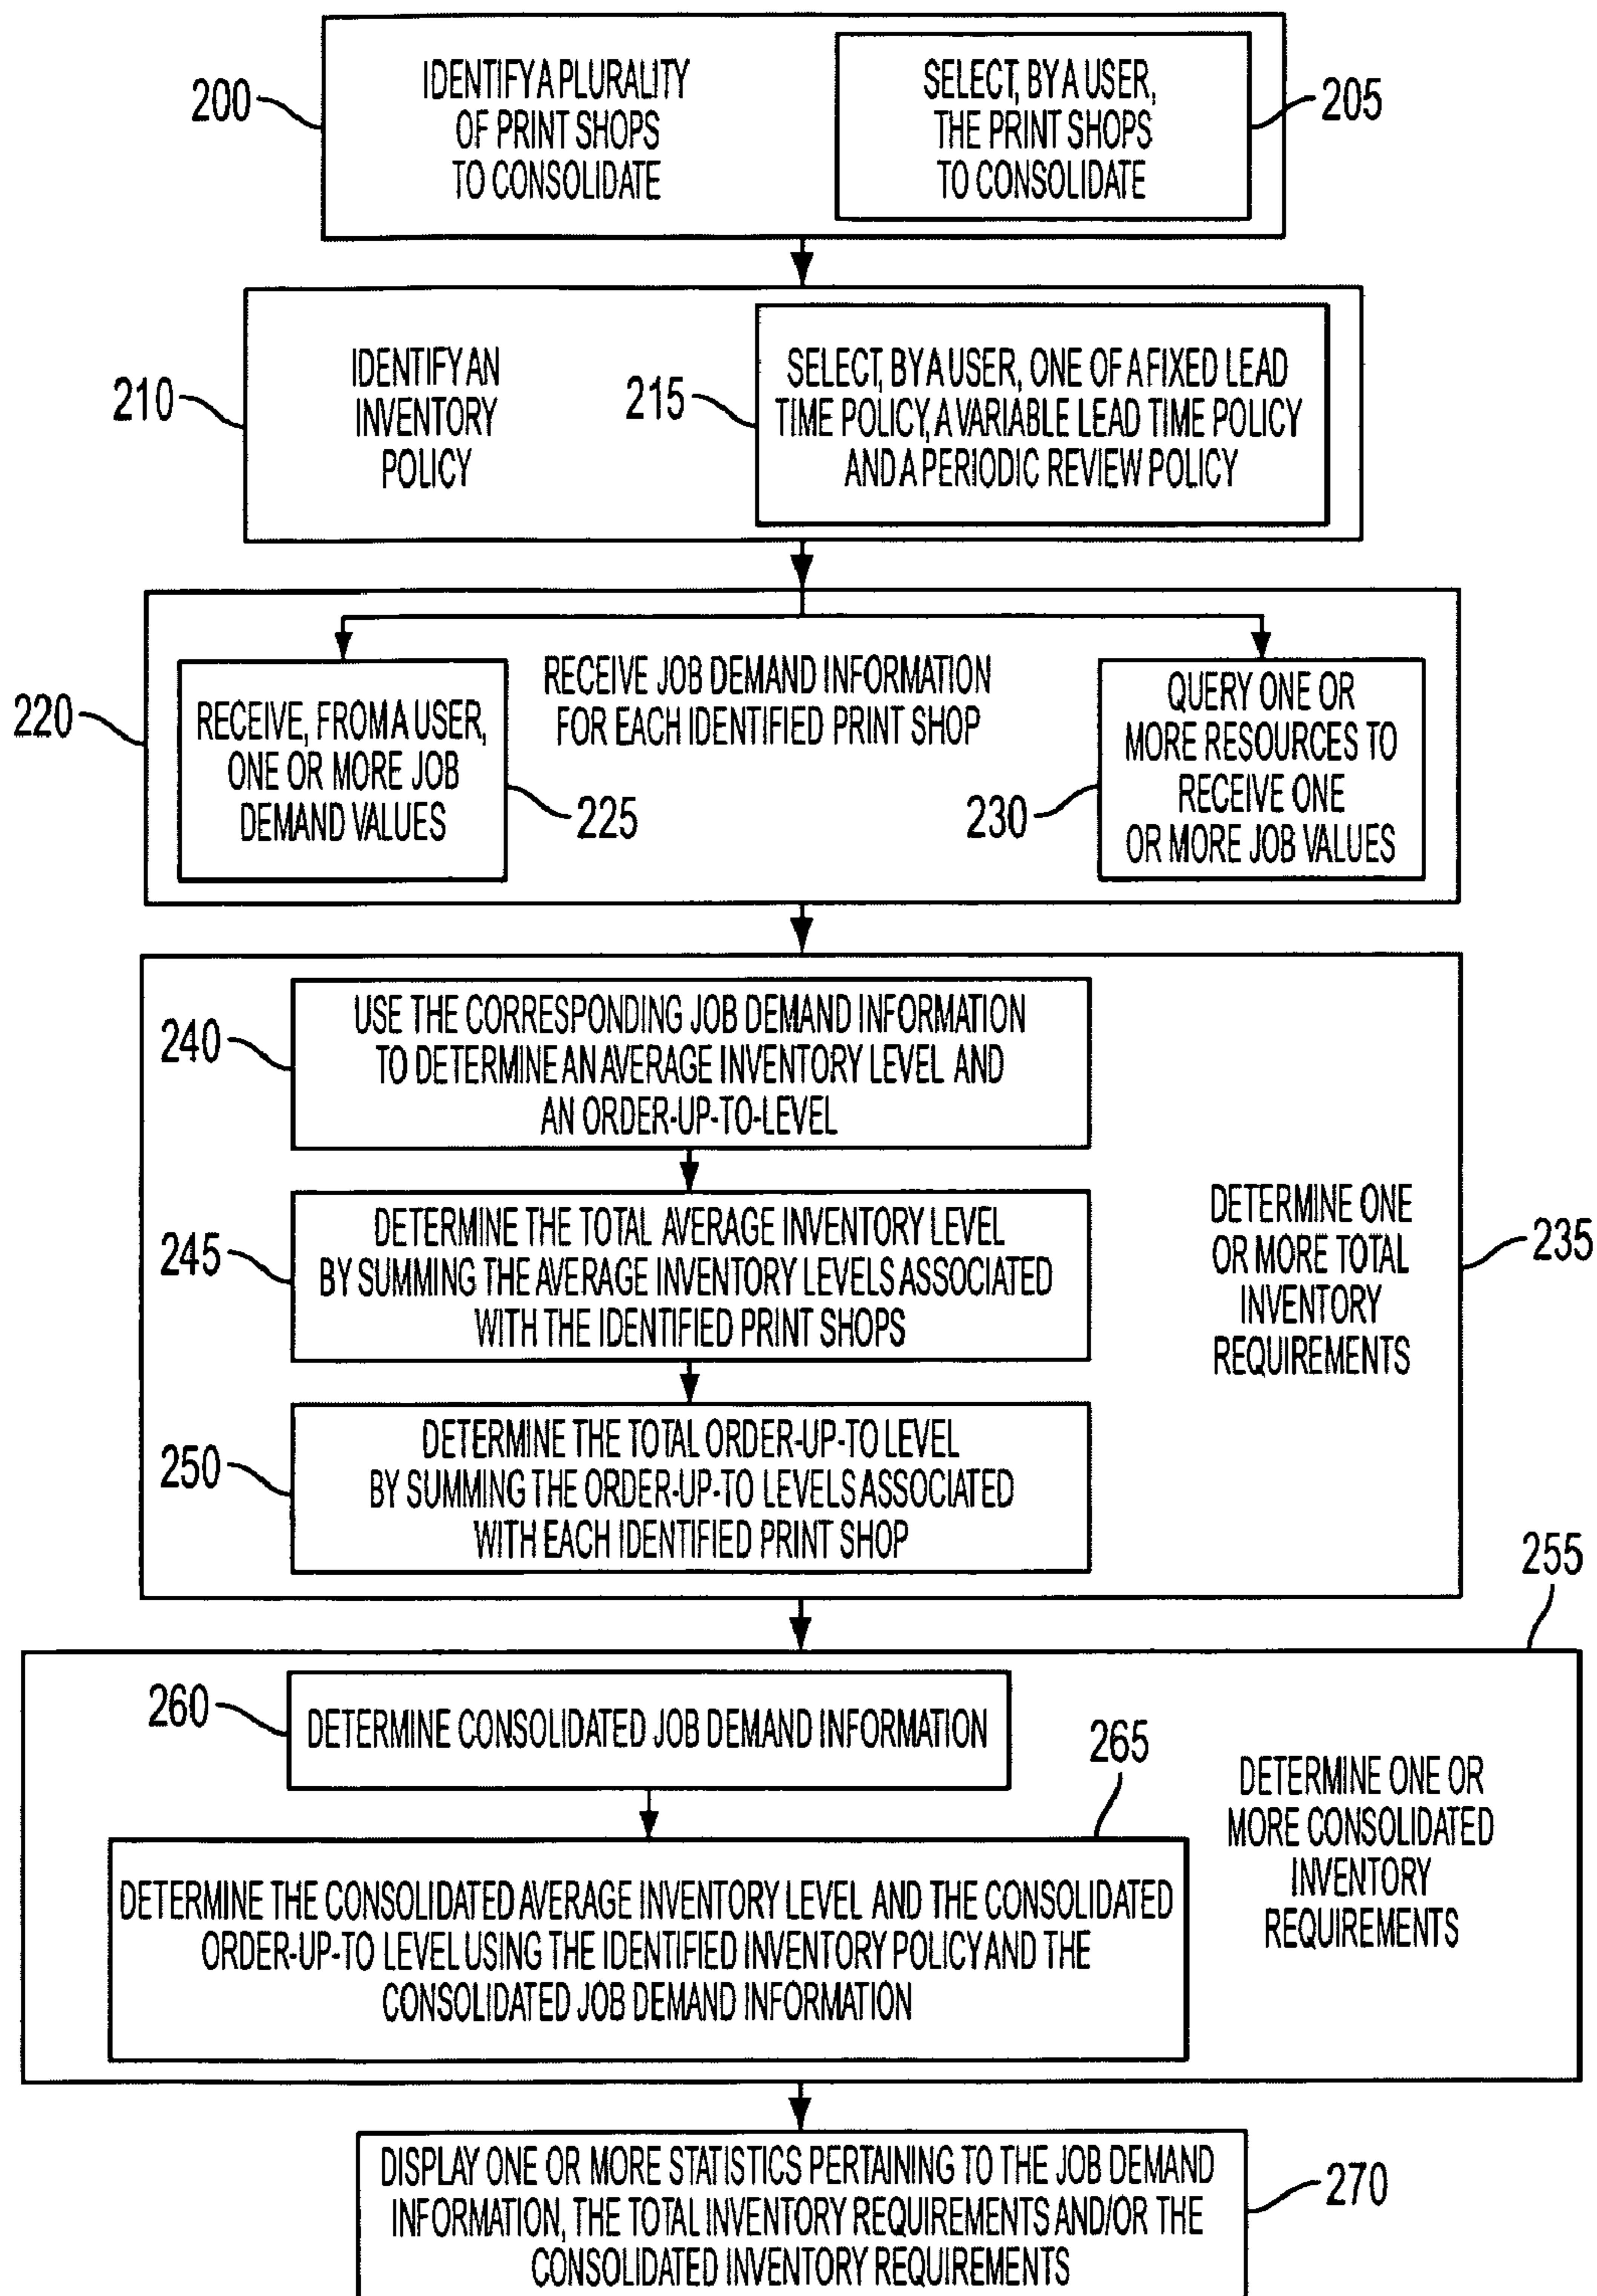 200
IDENTIFY A PLURALITY
OF PRINT SHOPS
TO CONSOLIDATE
SELECT, BY A USER,
THE PRINT SHOPS
TO CONSOLIDATE
205
210
IDENTIFY AN
INVENTORY
POLICY
215
SELECT, BY A USER, ONE OF A FIXED LEAD
TIME POLICY, A VARIABLE LEAD TIME POLICY
AND A PERIODIC REVIEW POLICY
220
RECEIVE JOB DEMAND INFORMATION
FOR EACH IDENTIFIED PRINT SHOP
RECEIVE, FROM A USER,
ONE OR MORE JOB
DEMAND VALUES
225
230
QUERY ONE OR
MORE RESOURCES TO
RECEIVE ONE
OR MORE JOB VALUES
240
USE THE CORRESPONDING JOB DEMAND INFORMATION
TO DETERMINE AN AVERAGE INVENTORY LEVEL AND
AN ORDER-UP-TO-LEVEL
245
DETERMINE THE TOTAL AVERAGE INVENTORY LEVEL
BY SUMMING THE AVERAGE INVENTORY LEVELS ASSOCIATED
WITH THE IDENTIFIED PRINT SHOPS
250
DETERMINE THE TOTAL ORDER-UP-TO LEVEL
BY SUMMING THE ORDER-UP-TO LEVELS ASSOCIATED
WITH EACH IDENTIFIED PRINT SHOP
DETERMINE ONE
OR MORE TOTAL
INVENTORY
REQUIREMENTS
235
255
260
DETERMINE CONSOLIDATED JOB DEMAND INFORMATION
265
DETERMINE THE CONSOLIDATED AVERAGE INVENTORY LEVEL AND THE CONSOLIDATED
ORDER-UP-TO LEVEL USING THE IDENTIFIED INVENTORY POLICY AND THE
CONSOLIDATED JOB DEMAND INFORMATION
DETERMINE ONE OR
MORE CONSOLIDATED
INVENTORY
REQUIREMENTS
DISPLAY ONE OR MORE STATISTICS PERTAINING TO THE JOB DEMAND
INFORMATION, THE TOTAL INVENTORY REQUIREMENTS AND/OR THE
CONSOLIDATED INVENTORY REQUIREMENTS
270